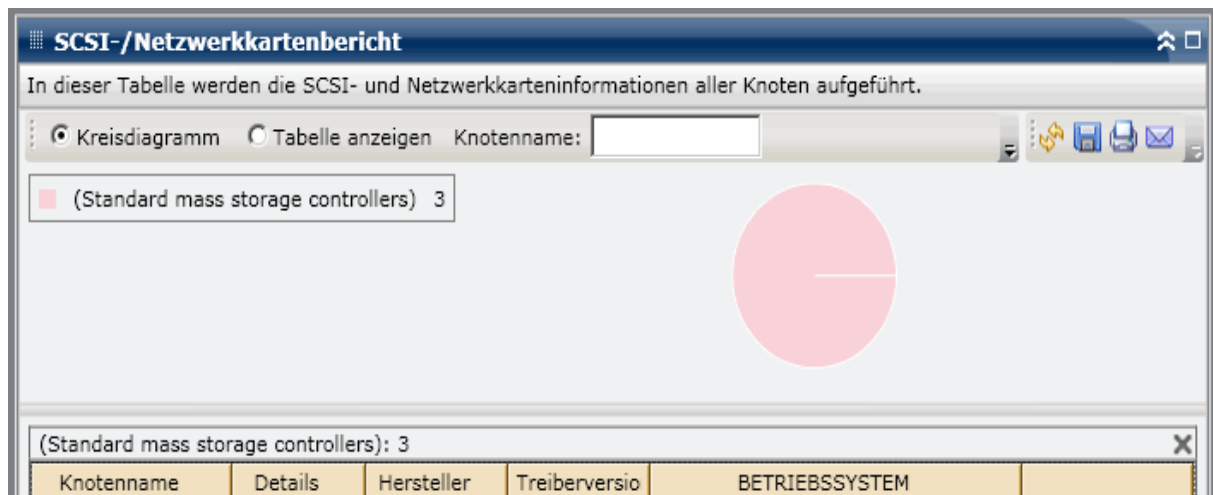 SCSI-/Netzwerkkartenbericht
In dieser Tabelle werden die SCSI- und Netzwerkkarteninformationen aller Knoten aufgeführt.
Kreisdiagramm Tabelle anzeigen Knotenname:
(Standard mass storage controllers) 3
(Standard mass storage controllers): 3
Knotenname Details Hersteller Treiberversio BETRIEBSSYSTEM